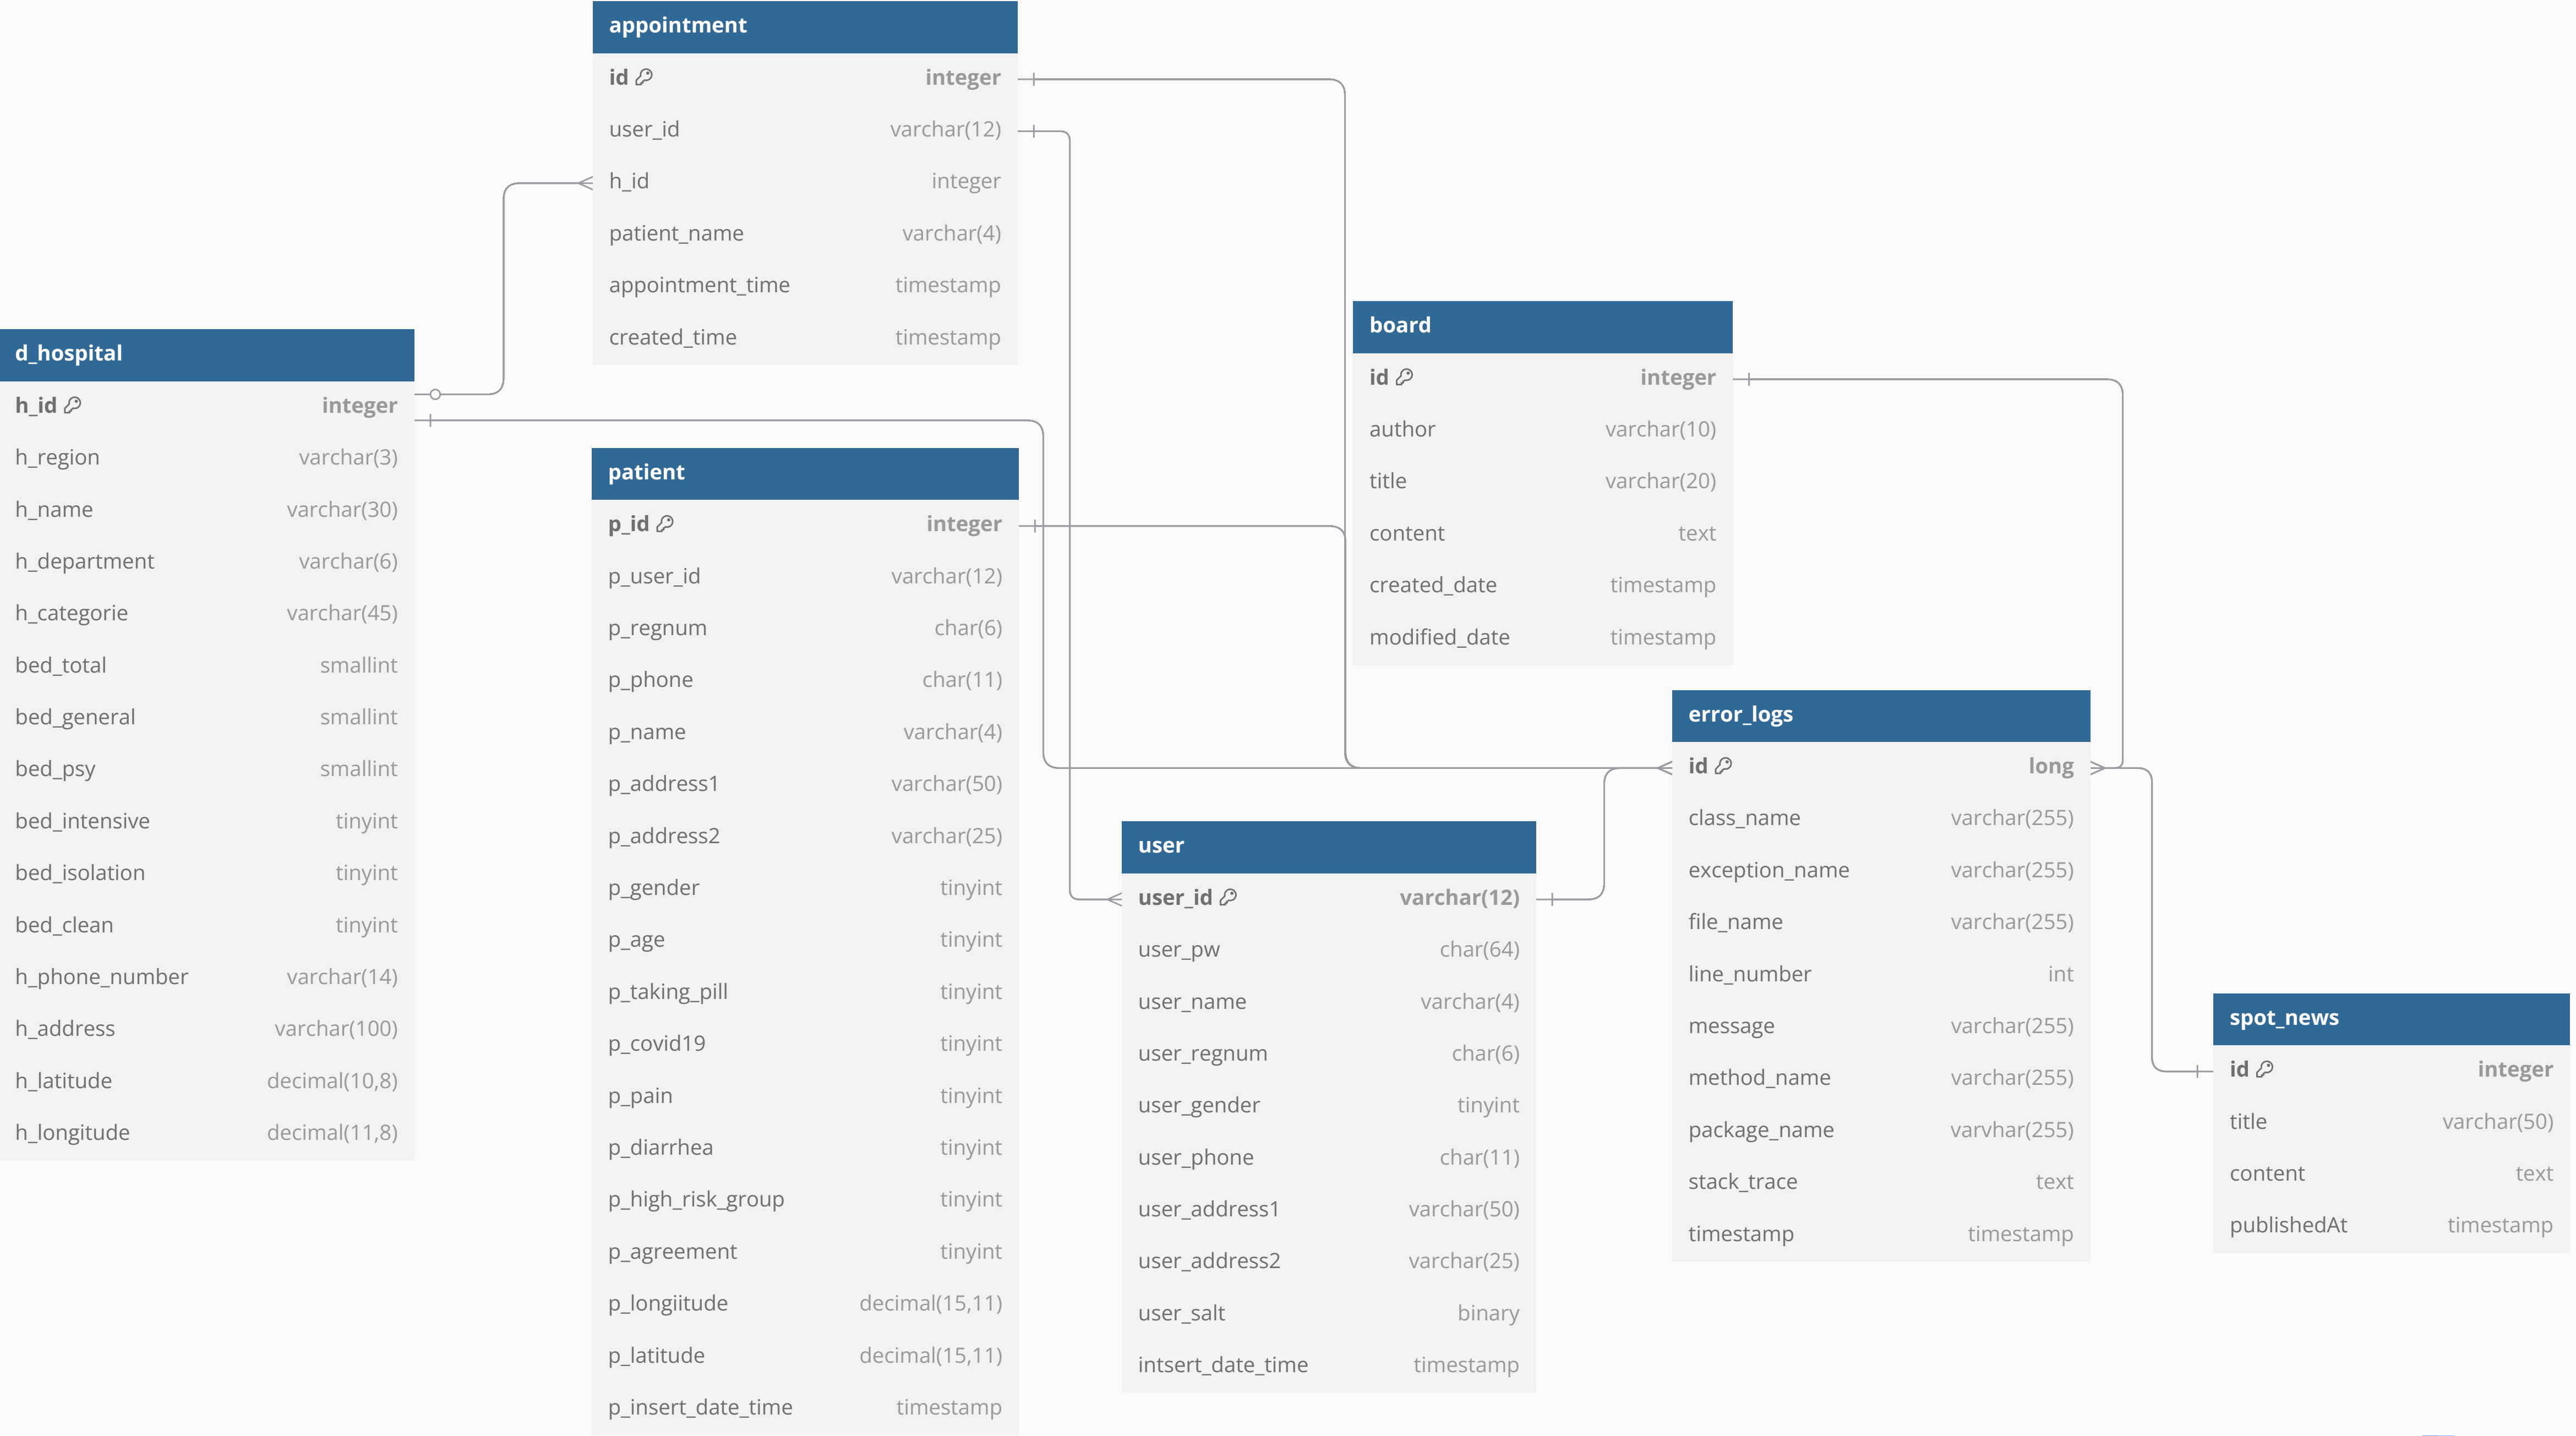 appointment
id integer
user_id varchar(12)
h_id integer
patient_name varchar(4)
appointment_time timestamp
created_time timestamp
d_hospital
h_id integer
h_region varchar(3)
h_name varchar(30)
h_department varchar(6)
h_categorie varchar(45)
bed_total smallint
bed_general smallint
bed_psy smallint
bed_intensive tinyint
bed_isolation tinyint
bed_clean tinyint
h_phone_number varchar(14)
h_address varchar(100)
h_latitude decimal(10,8)
h_longitude decimal(11,8)
patient
p_id integer
p_user_id varchar(12)
p_regnum char(6)
p_phone char(11)
p_name varchar(4)
p_address1 varchar(50)
p_address2 varchar(25)
p_gender tinyint
p_age tinyint
p_taking_pill tinyint
p_covid19 tinyint
p_pain tinyint
p_diarrhea tinyint
p_high_risk_group tinyint
p_agreement tinyint
p_longiitude decimal(15,11)
p_latitude decimal(15,11)
p_insert_date_time timestamp
board
id integer
author varchar(10)
title varchar(20)
content text
created_date timestamp
modified_date timestamp
user
user_id varchar(12)
user_pw char(64)
user_name varchar(4)
user_regnum char(6)
user_gender tinyint
user_phone char(11)
user_address1 varchar(50)
user_address2 varchar(25)
user_salt binary
intsert_date_time timestamp
error_logs
id long
class_name varchar(255)
exception_name varchar(255)
file_name varchar(255)
line_number int
message varchar(255)
method_name varchar(255)
package_name varvhar(255)
stack_trace text
timestamp timestamp
spot_news
id integer
title varchar(50)
content text
publishedAt timestamp